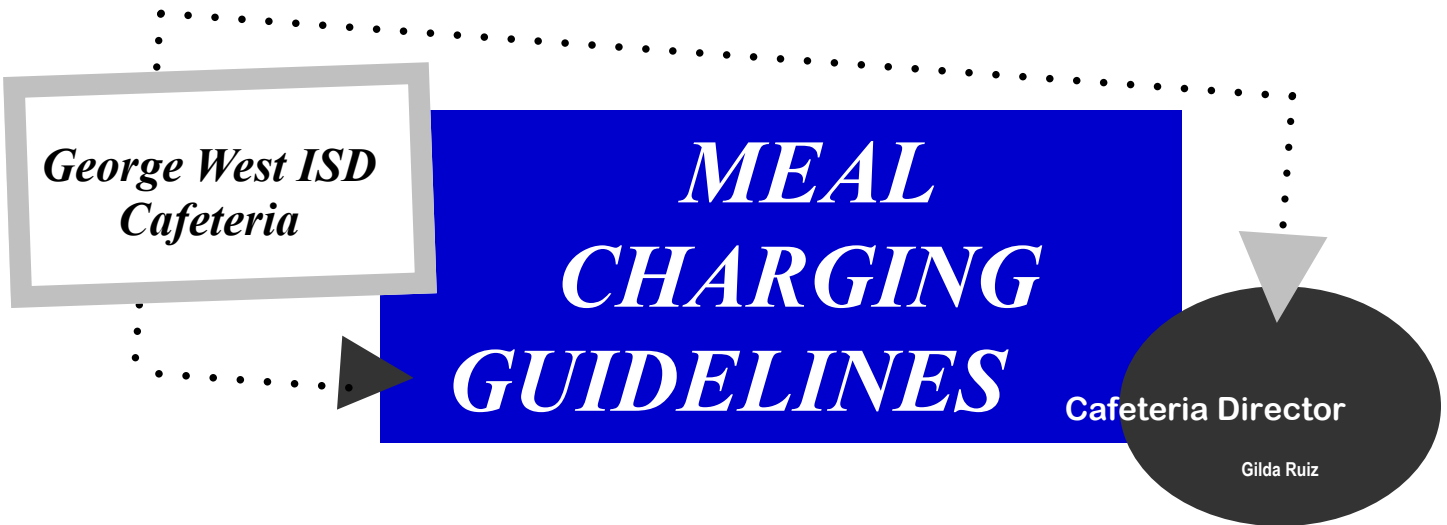 George West ISD
Cafeteria
MEAL
CHARGING
GUIDELINES
Cafeteria Director
Gilda Ruiz